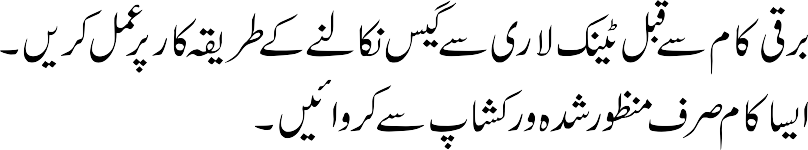 برقی کام سے قبل ٹینک لاری سے گیس نکالنے کے طریقہ کار پر عمل کریں۔
ایسا کام صرف منظور شدہ ورکشاپ سے کروائیں۔